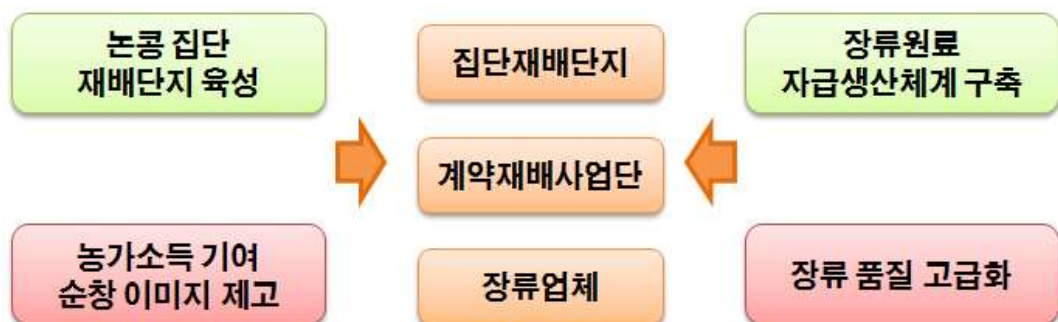 논콩 집단
재배단지 육성
집단재배단지
장류원료
자급생산체계 구축
계약재배사업단
농가소득 기여
순창 이미지 제고
장류업체
장류 품질 고급화